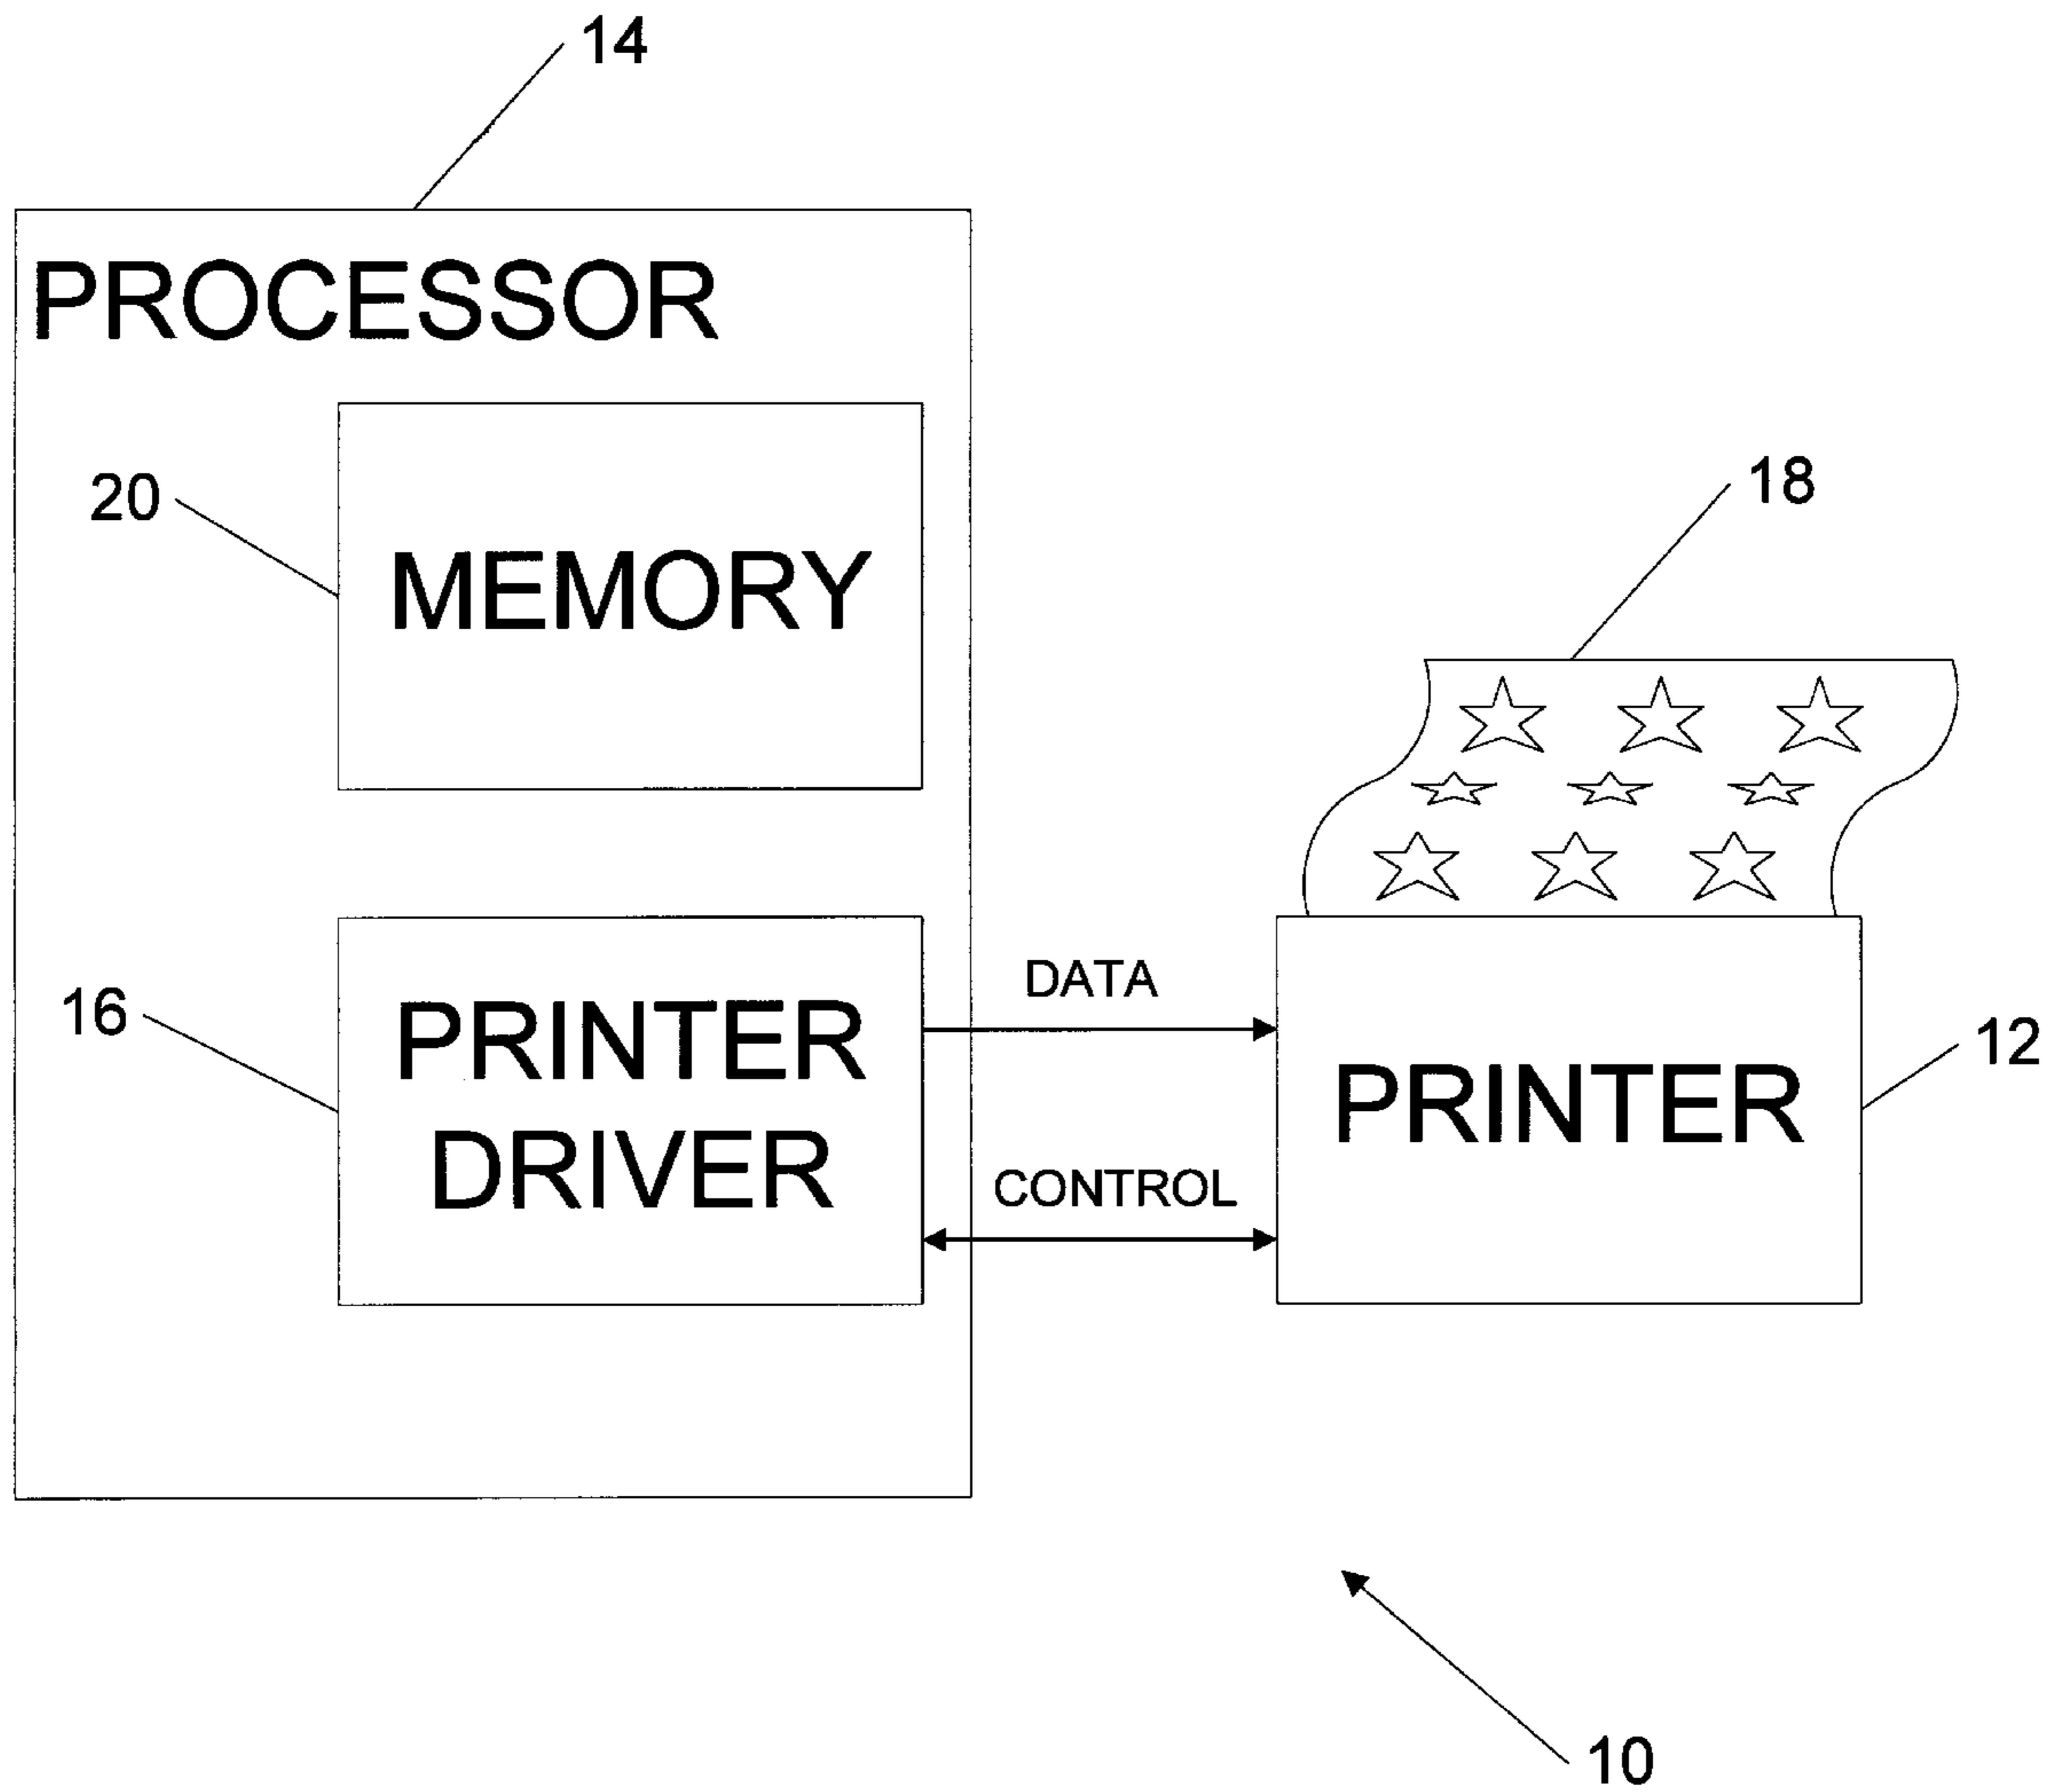 14
PROCESSOR
20
MEMORY
18
16
PRINTER
DRIVER
DATA
CONTROL
PRINTER
12
10